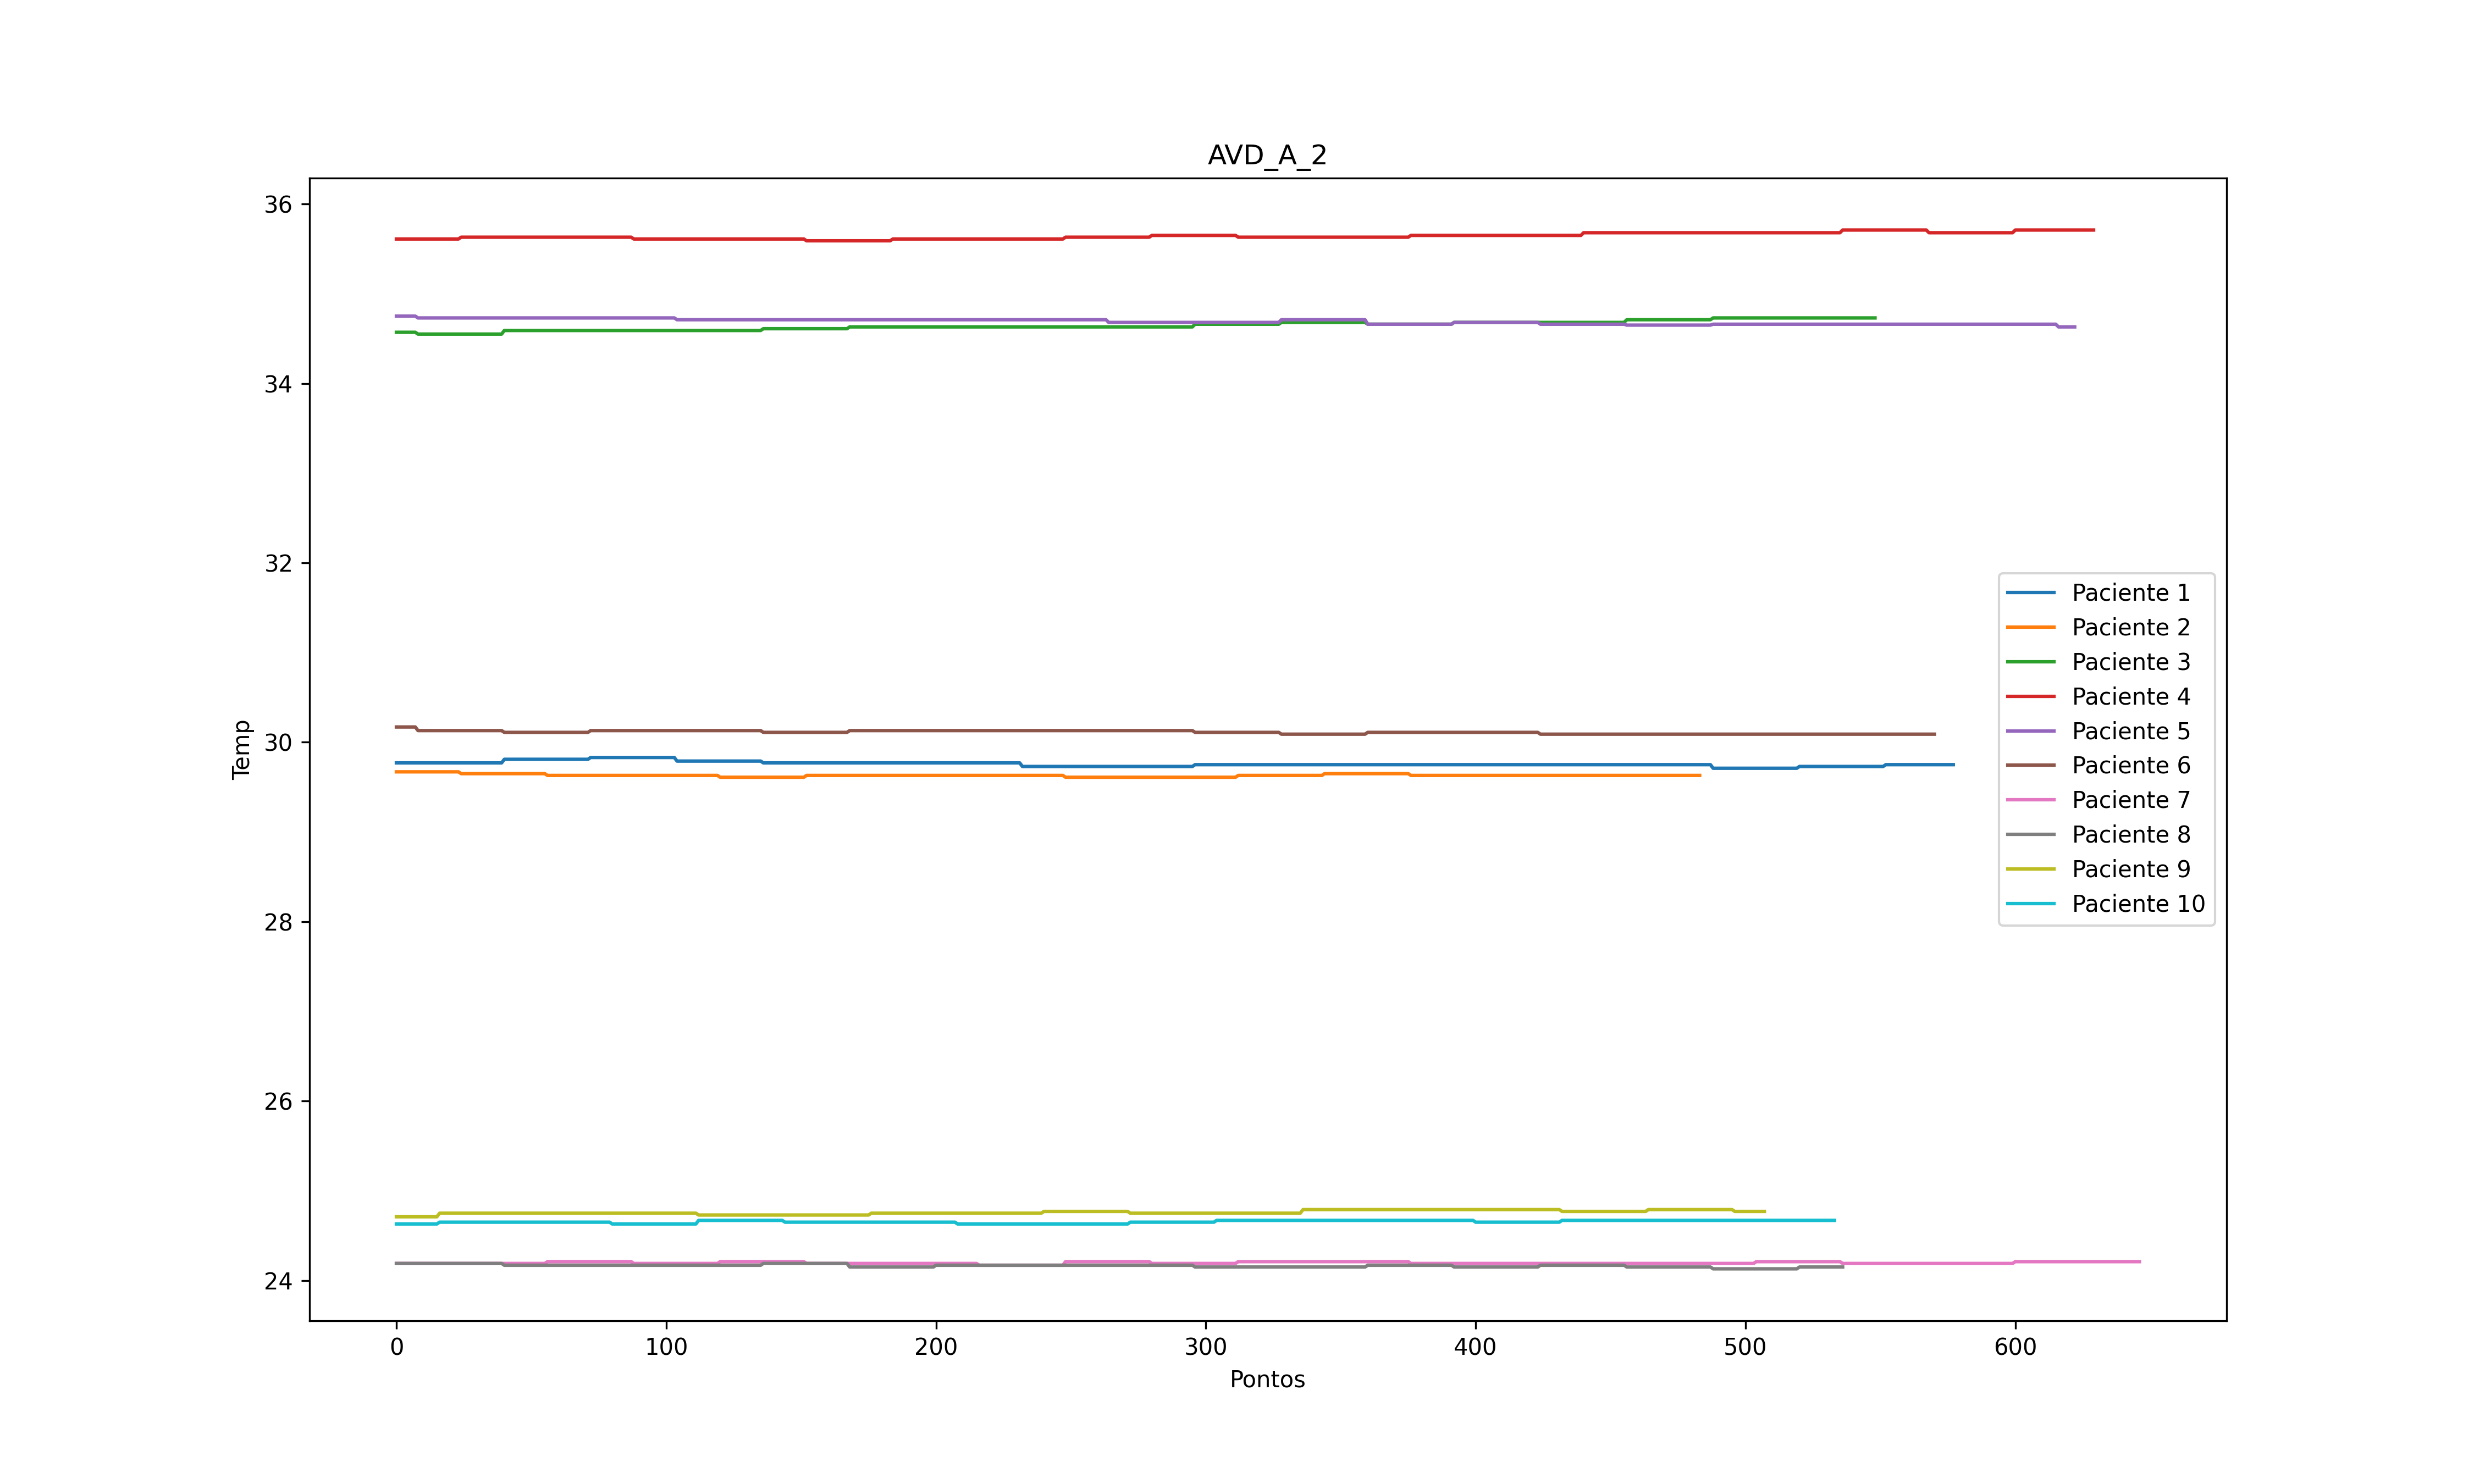 AVD_A_2
36
34
32
30
28
26
24
Temp
Paciente 1
Paciente 2
Paciente 3
Paciente 4
Paciente 5
Paciente 6
Paciente 7
Paciente 8
Paciente 9
Paciente 10
0 100 200 300 400 500 600
Pontos